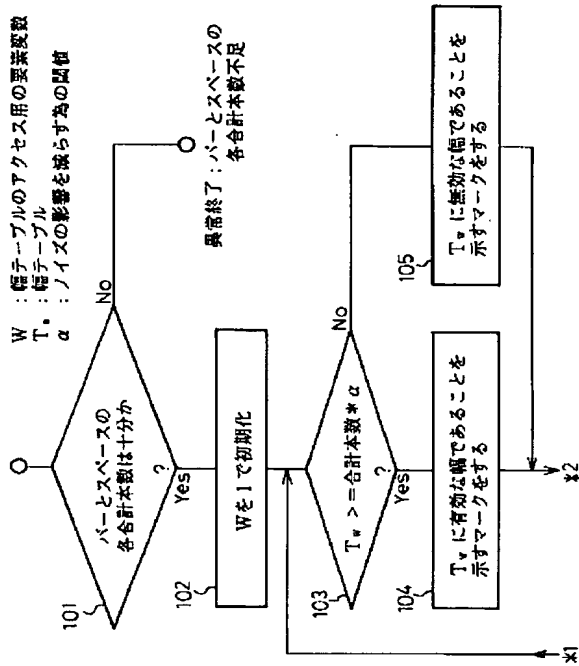 W : 幅テーブルのアクセス用の要素変数
Tw : 幅テーブル
α : ノイズの影響を減らす為の閾値
101
バーとスペースの
各合計本数は十分か
?
No
Yes
異常終了;バーとスペースの
各合計本数不足
102
Wを1で初期化
103
Tw >=合計本数*α
?
No
Yes
104
Twに有効な幅であることを
示すマークをする
105
Twに無効な幅であることを
示すマークをする
*1
*2